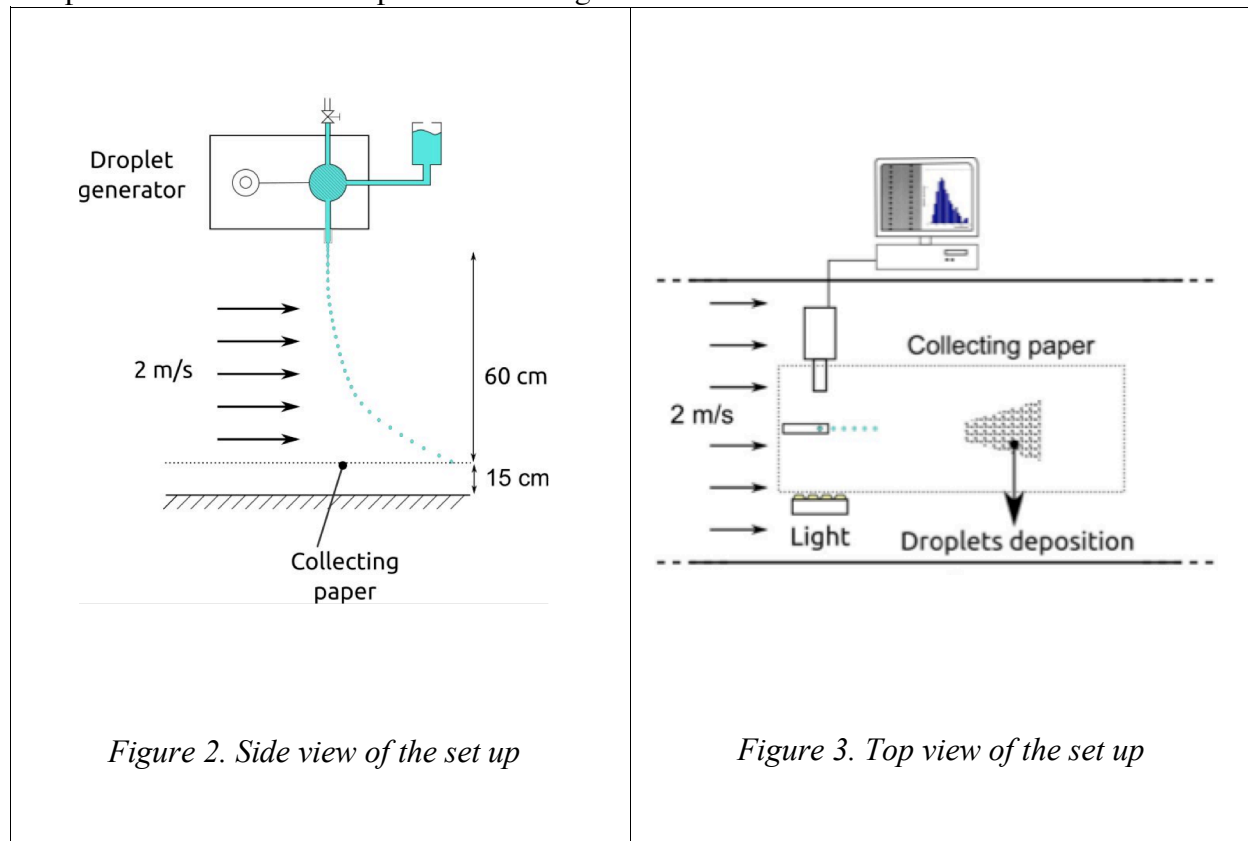 Droplet
generator
2 m/s
60 cm
15 cm
Collecting
paper
Figure 2. Side view of the set up
Collecting paper
2 m/s
Light
Droplets deposition
Figure 3. Top view of the set up